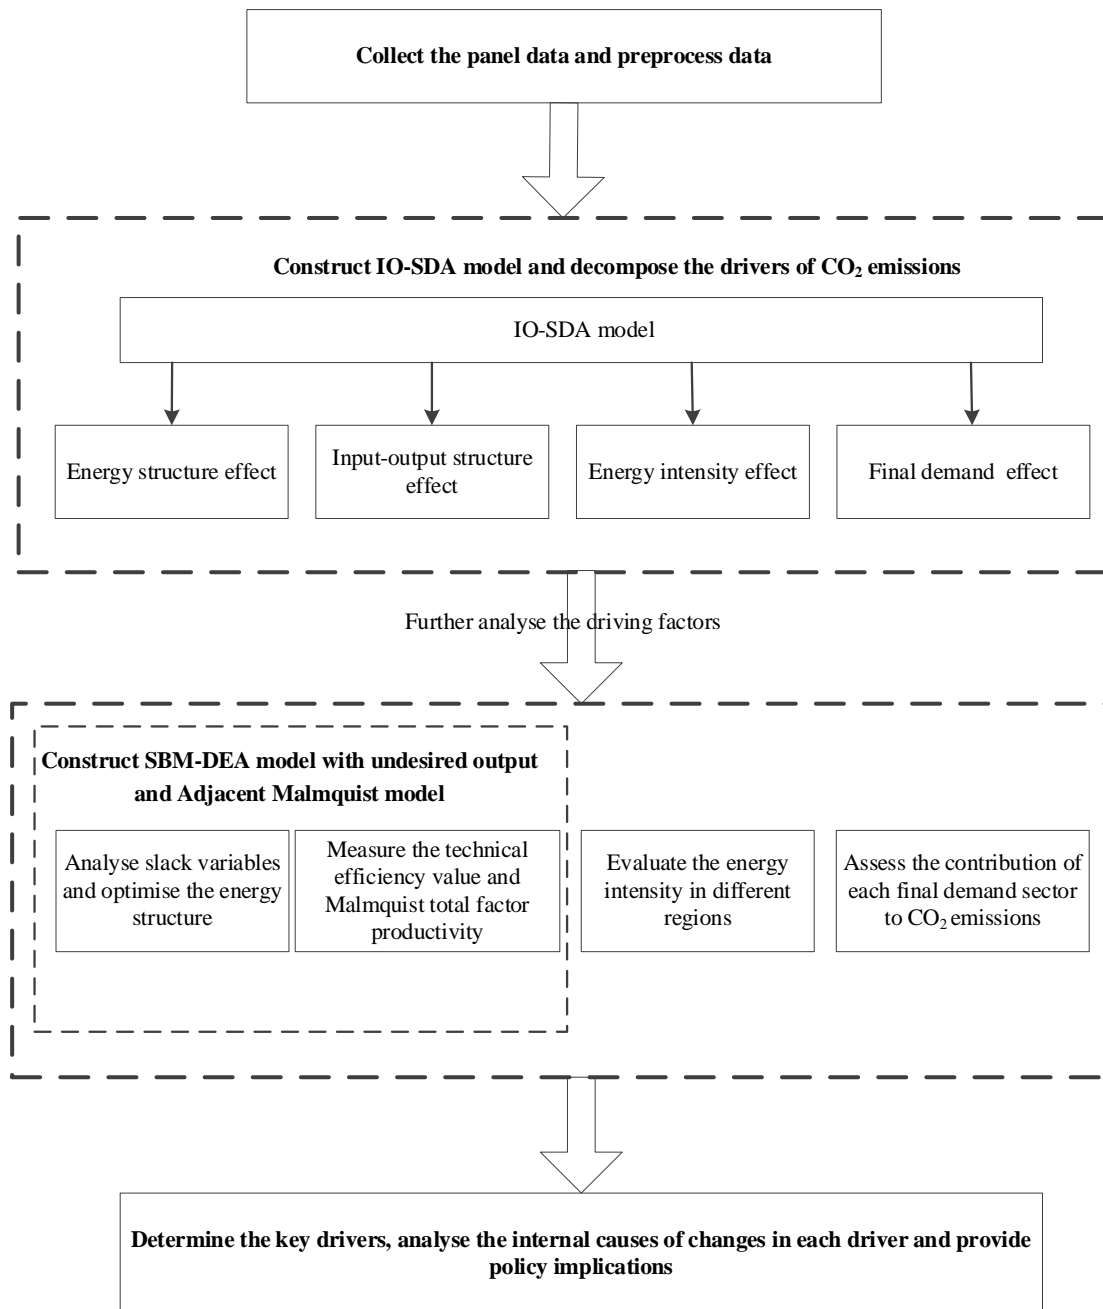 Collect the panel data and preprocess data
Construct IO-SDA model and decompose the drivers of CO₂ emissions
IO-SDA model
Energy structure effect
Input-output structure
effect
Energy intensity effect
Final demand effect
Further analyse the driving factors
Construct SBM-DEA model with undesired output
and Adjacent Malmquist model
Analyse slack variables
and optimise the energy
structure
Measure the technical
efficiency value and
Malmquist total factor
productivity
Evaluate the energy
intensity in different
regions
Assess the contribution of
each final demand sector
to CO₂ emissions
Determine the key drivers, analyse the internal causes of changes in each driver and provide
policy implications